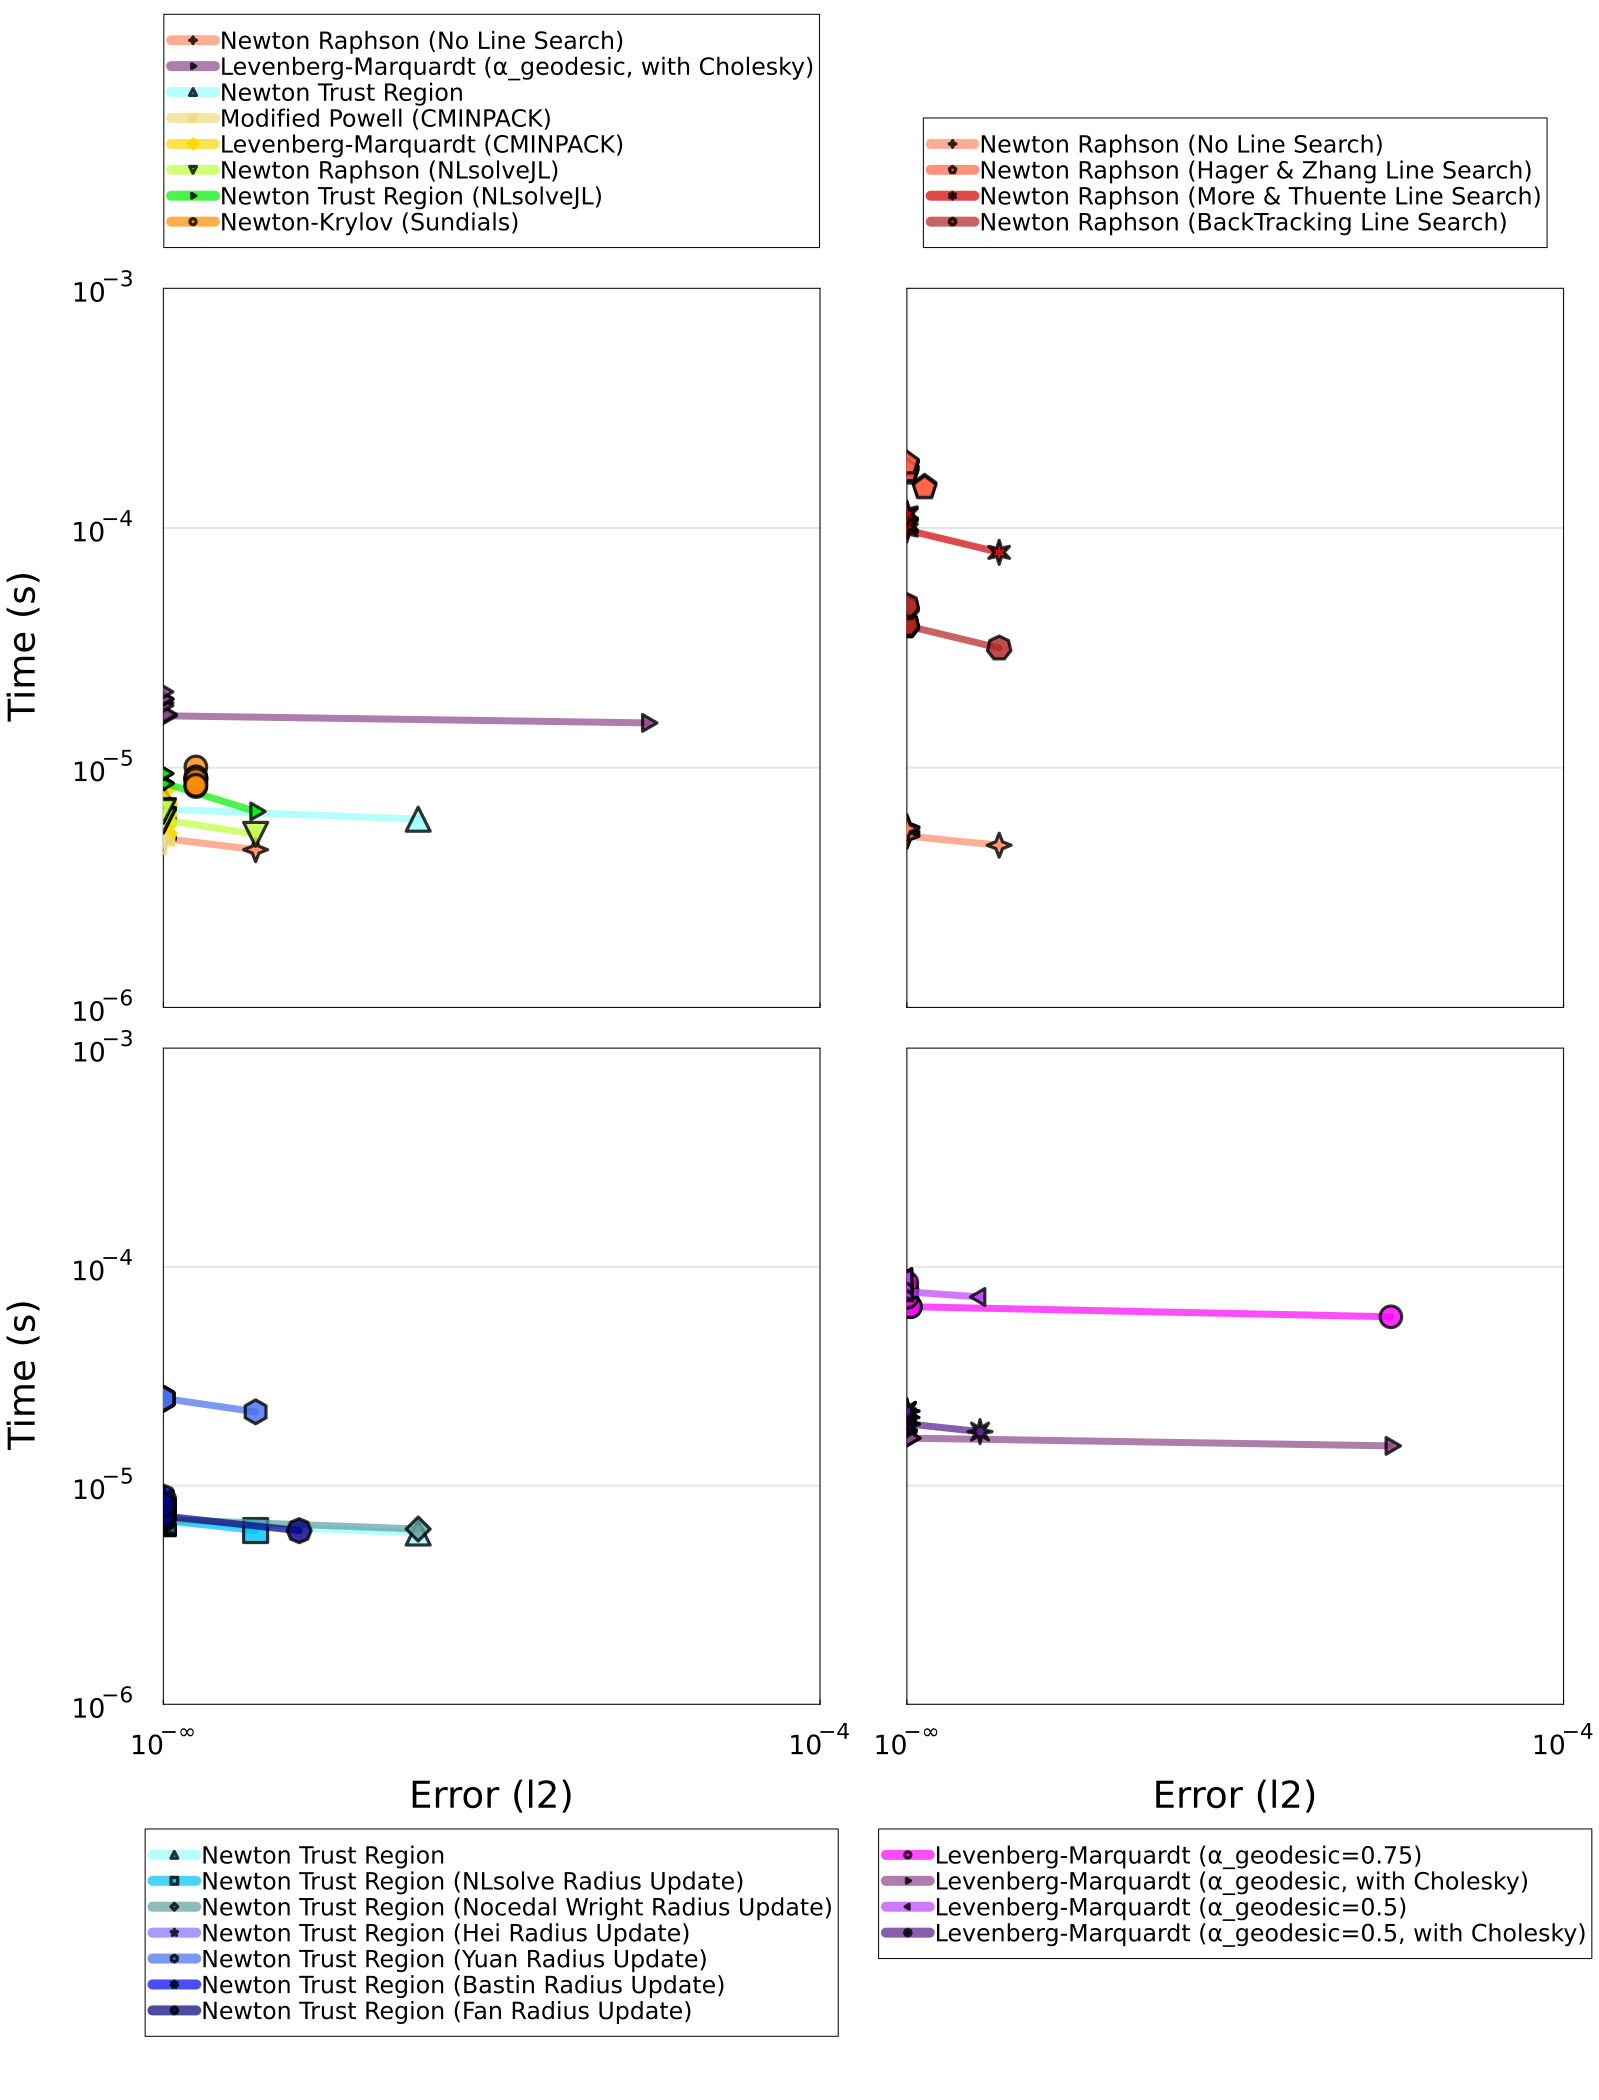 Newton Raphson (No Line Search)
Levenberg-Marquardt (α_geodesic, with Cholesky)
Newton Trust Region
Modified Powell (CMINPACK)
Levenberg-Marquardt (CMINPACK)
Newton Raphson (NLsolveJL)
Newton Trust Region (NLsolveJL)
Newton-Krylov (Sundials)
Newton Raphson (No Line Search)
Newton Raphson (Hager & Zhang Line Search)
Newton Raphson (More & Thuente Line Search)
Newton Raphson (BackTracking Line Search)
10⁻³
10⁻⁴
10⁻⁵
10⁻⁶
Time (s)
10⁻³
10⁻⁴
10⁻⁵
10⁻⁶
Time (s)
10^−∞
10⁻⁴
10^−∞
10⁻⁴
Error (l2)
Error (l2)
Newton Trust Region
Newton Trust Region (NLsolve Radius Update)
Newton Trust Region (Nocedal Wright Radius Update)
Newton Trust Region (Hei Radius Update)
Newton Trust Region (Yuan Radius Update)
Newton Trust Region (Bastin Radius Update)
Newton Trust Region (Fan Radius Update)
Levenberg-Marquardt (α_geodesic=0.75)
Levenberg-Marquardt (α_geodesic, with Cholesky)
Levenberg-Marquardt (α_geodesic=0.5)
Levenberg-Marquardt (α_geodesic=0.5, with Cholesky)